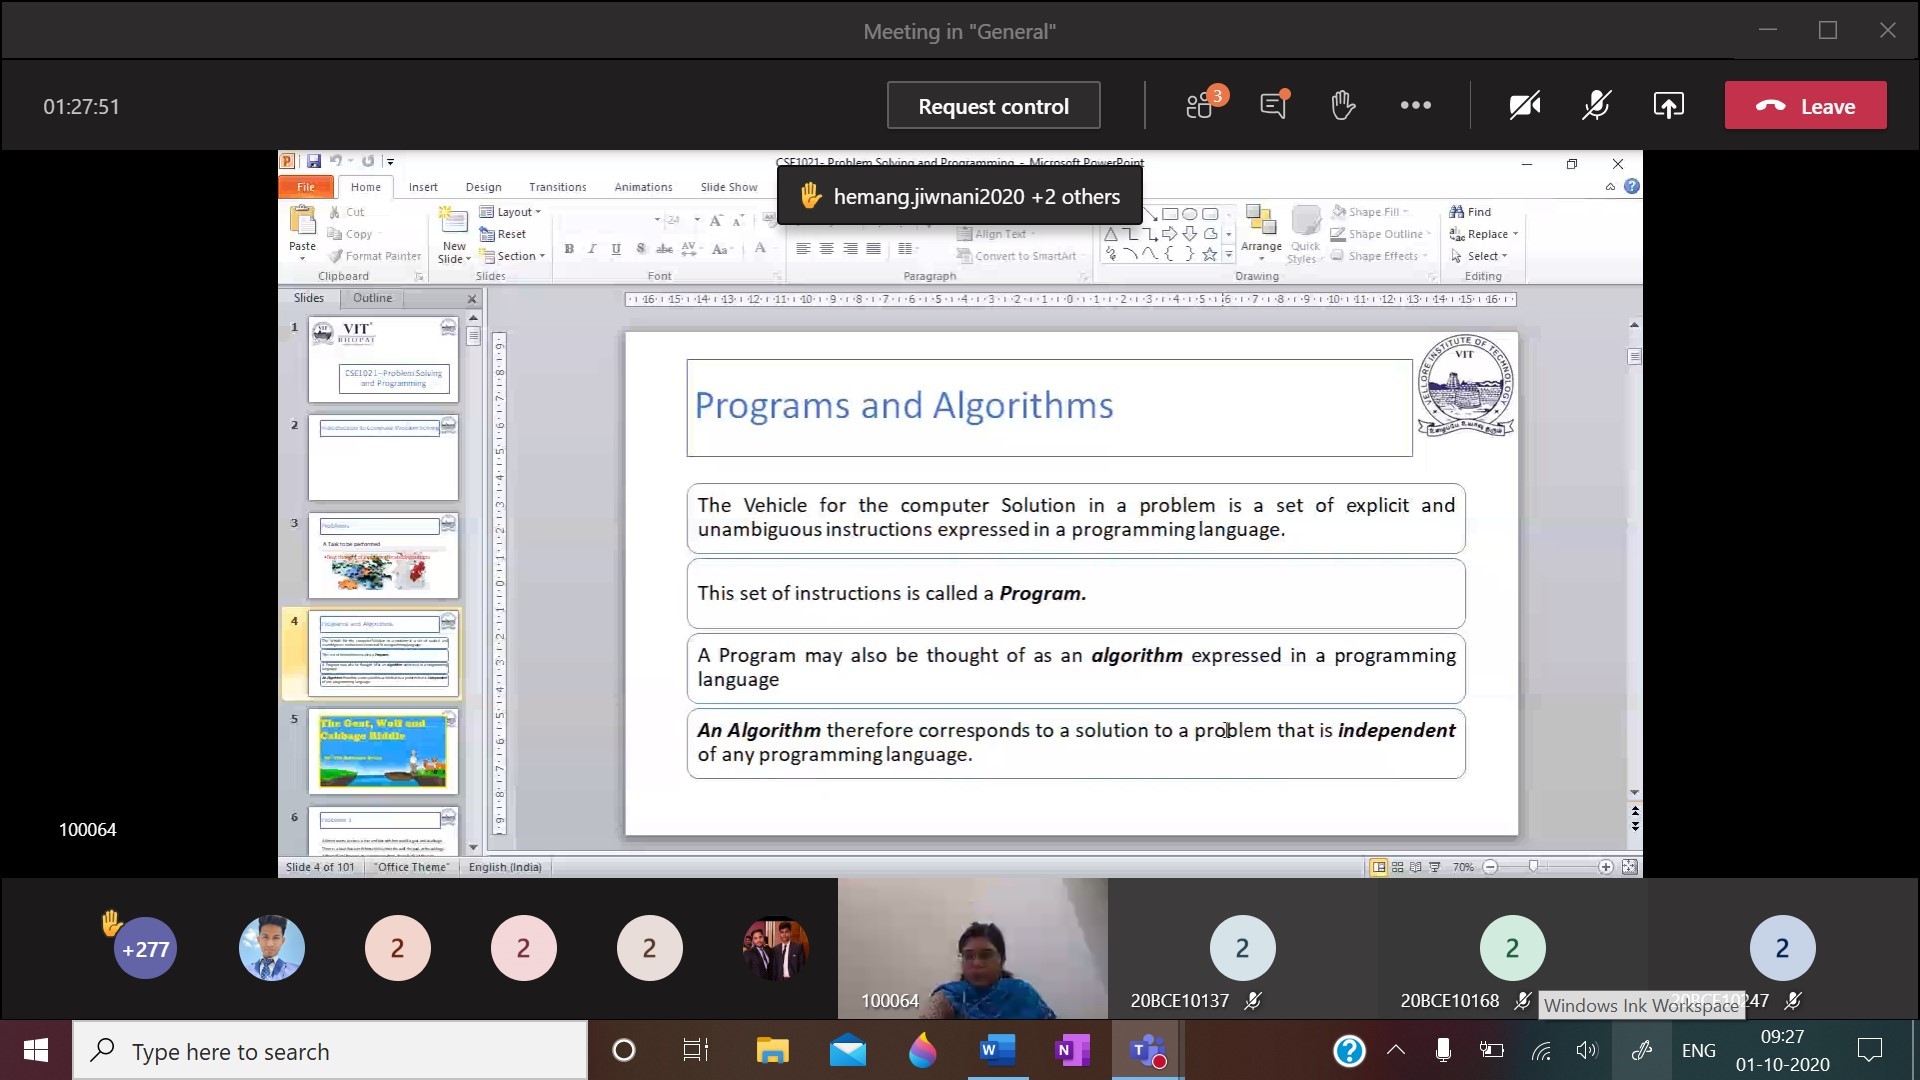 Meeting in "General"
01:27:51
Request control
3
Leave
CSE1021- Problem Solving and Programming - Microsoft PowerPoint
hemang.jiwnani2020 +2 others
File Home Insert Design Transitions Animations Slide Show
Paste
Cut
Copy
Format Painter
Clipboard
New
Slide
Layout
Reset
Section
Slides
24
B I U S abc AV Aa A
Font
Align Text
Convert to SmartArt
Paragraph
Arrange
Quick
Styles
Shape Fill
Shape Outline
Shape Effects
Drawing
Find
Replace
Select
Editing
Slides Outline
1
VIT
BHOPAL
CSE1021-Problem Solving
and Programming
2
3
Problems
A Task to be performed
4
Programs and Algorithms
5
The Goat, Wolf and
Cabbage Riddle
6
Programs and Algorithms
VELLORE INSTITUTE OF TECHNOLOGY
VIT
The Vehicle for the computer Solution in a problem is a set of explicit and
unambiguous instructions expressed in a programming language.
This set of instructions is called a Program.
A Program may also be thought of as an algorithm expressed in a programming
language
An Algorithm therefore corresponds to a solution to a problem that is independent
of any programming language.
100064
Slide 4 of 101 "Office Theme" English (India)
70%
+277
2
2
2
100064
2
20BCE10137
2
20BCE10168
2
247
Windows Ink Workspace
Type here to search
ENG
09:27
01-10-2020